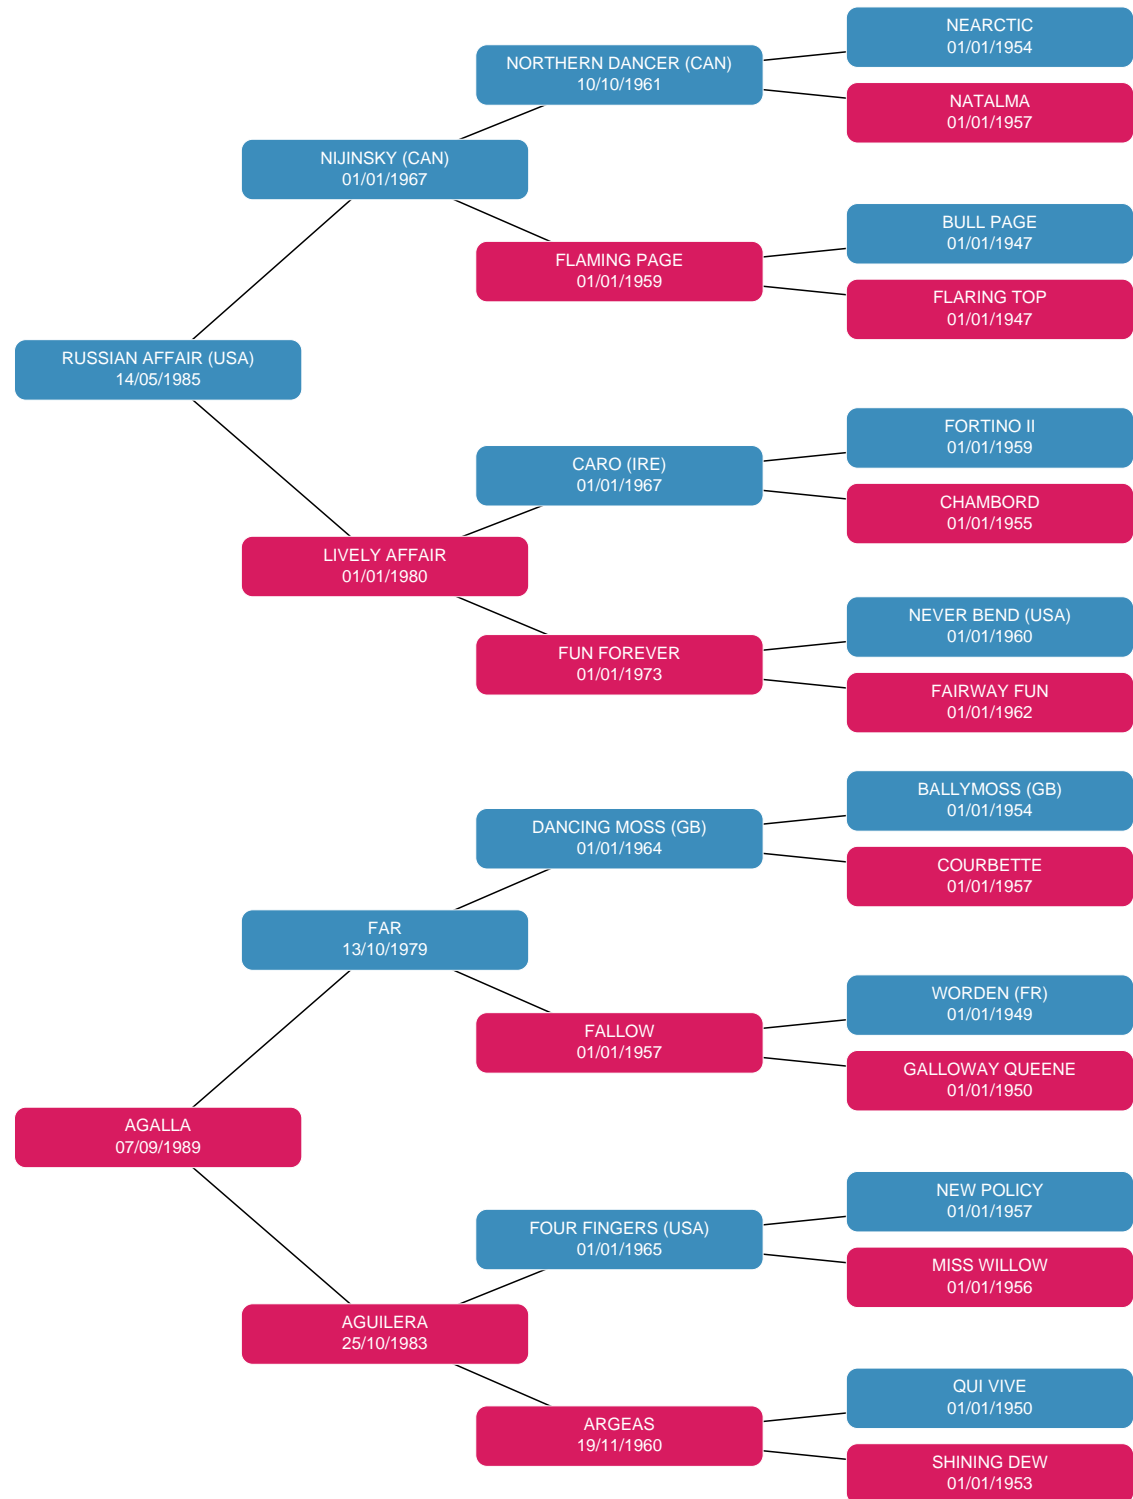 NEARCTIC
01/01/1954
NORTHERN DANCER (CAN)
10/10/1961
NATALMA
01/01/1957
NIJINSKY (CAN)
01/01/1967
BULL PAGE
01/01/1947
FLAMING PAGE
01/01/1959
FLARING TOP
01/01/1947
RUSSIAN AFFAIR (USA)
14/05/1985
FORTINO II
01/01/1959
CARO (IRE)
01/01/1967
CHAMBORD
01/01/1955
LIVELY AFFAIR
01/01/1980
NEVER BEND (USA)
01/01/1960
FUN FOREVER
01/01/1973
FAIRWAY FUN
01/01/1962
BALLYMOSS (GB)
01/01/1954
DANCING MOSS (GB)
01/01/1964
COURBETTE
01/01/1957
FAR
13/10/1979
WORDEN (FR)
01/01/1949
FALLOW
01/01/1957
GALLOWAY QUEENE
01/01/1950
AGALLA
07/09/1989
NEW POLICY
01/01/1957
FOUR FINGERS (USA)
01/01/1965
MISS WILLOW
01/01/1956
AGUILERA
25/10/1983
QUI VIVE
01/01/1950
ARGEAS
19/11/1960
SHINING DEW
01/01/1953